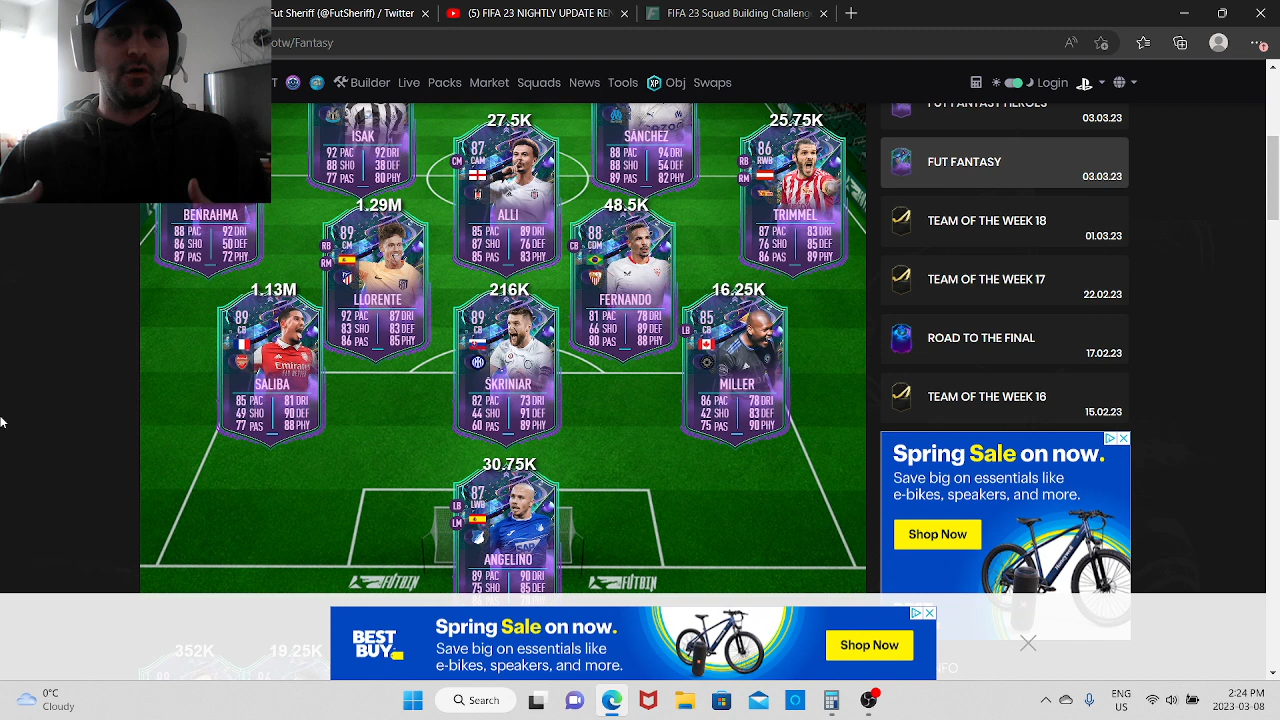 Fut Sheriff (@FutSheriff) / Twitter
(5) FIFA 23 NIGHTLY UPDATE REN
FIFA 23 Squad Building Challeng
otw/Fantasy
T
Builder
Live
Packs
Market
Squads
News
Tools
XP
Obj
Swaps
Login
ISAK
92 PAC 92 DRI
88 SHO 38 DEF
77 PAS 80 PHY
27.5K
87
CAM
CM
ALLI
85 PAC 89 DRI
87 SHO 76 DEF
85 PAS 83 PHY
SANCHEZ
88 PAC 94 DRI
88 SHO 54 DEF
89 PAS 82 PHY
25.75K
86
RWB
RB
RM
TRIMMEL
87 PAC 83 DRI
76 SHO 85 DEF
86 PAS 89 PHY
BENRAHMA
88 PAC 92 DRI
86 SHO 50 DEF
87 PAS 72 PHY
1.29M
89
CM
RB
RM
LLORENTE
92 PAC 87 DRI
83 SHO 83 DEF
86 PAS 85 PHY
48.5K
88
CDM
CB
FERNANDO
81 PAC 78 DRI
66 SHO 89 DEF
80 PAS 88 PHY
1.13M
89
CB
SALIBA
85 PAC 81 DRI
49 SHO 90 DEF
77 PAS 88 PHY
216K
89
CB
SKRINIAR
82 PAC 73 DRI
44 SHO 91 DEF
60 PAS 89 PHY
16.25K
85
CB
LB
MILLER
86 PAC 78 DRI
42 SHO 83 DEF
75 PAS 90 PHY
30.75K
87
LWB
LB
LM
ANGELINO
89 PAC 90 DRI
75 SHO 85 DEF
FUTBIN
FUTBIN
FUT HEROES
03.03.23
FUT FANTASY
03.03.23
TEAM OF THE WEEK 18
01.03.23
TEAM OF THE WEEK 17
22.02.23
ROAD TO THE FINAL
17.02.23
TEAM OF THE WEEK 16
15.02.23
Spring Sale on now.
Save big on essentials like
e-bikes, speakers, and more.
Shop Now
352K
19.25K
BEST
BUY
Spring Sale on now.
Save big on essentials like
e-bikes, speakers, and more.
Shop Now
NFO
0°C
Cloudy
Search
ENG
US
2:24 PM
2023-03-08